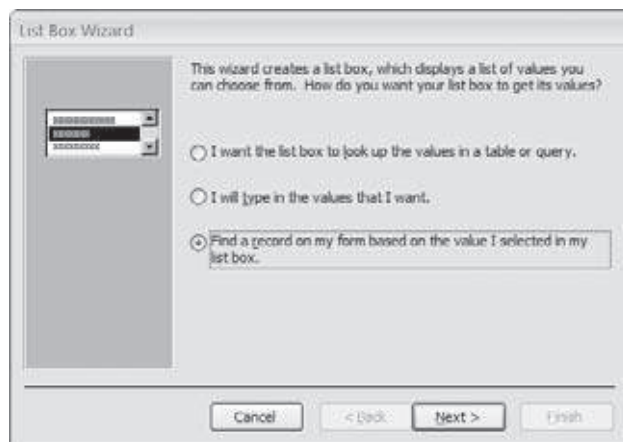 List Box Wizard
This wizard creates a list box, which displays a list of values you
can choose from. How do you want your list box to get its values?
I want the list box to look up the values in a table or query.
I will type in the values that I want.
Find a record on my form based on the value I selected in my
list box.
Cancel
< Back
Next >
Finish